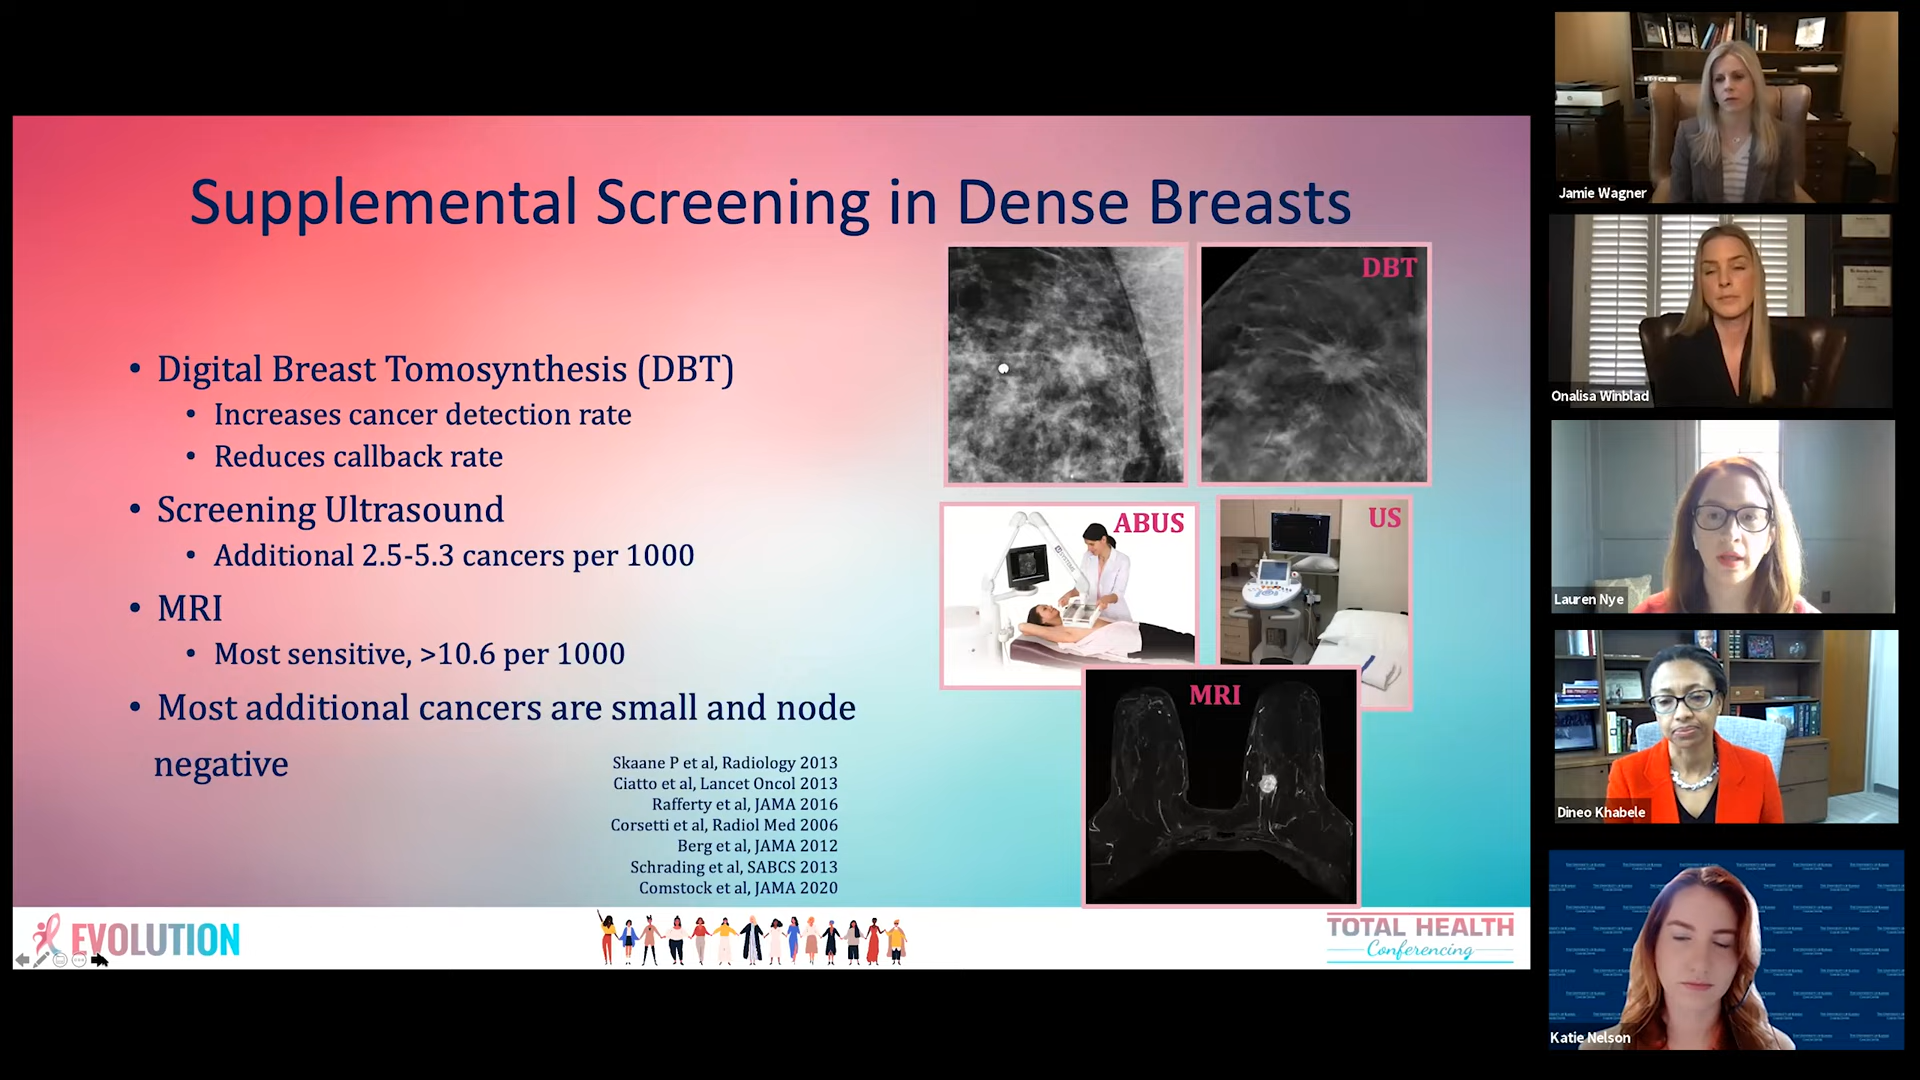 Supplemental Screening in Dense Breasts
• Digital Breast Tomosynthesis (DBT)
• Increases cancer detection rate
• Reduces callback rate
• Screening Ultrasound
• Additional 2.5-5.3 cancers per 1000
• MRI
• Most sensitive, >10.6 per 1000
• Most additional cancers are small and node
negative
Skaane P et al, Radiology 2013
Ciatto et al, Lancet Oncol 2013
Rafferty et al, JAMA 2016
Corsetti et al, Radiol Med 2006
Berg et al, JAMA 2012
Schrading et al, SABCS 2013
Comstock et al, JAMA 2020
DBT
ABUS
US
MRI
EVOLUTION
TOTAL HEALTH
Conferencing
Jamie Wagner
Onalisa Winblad
Lauren Nye
Dineo Khabele
Katie Nelson